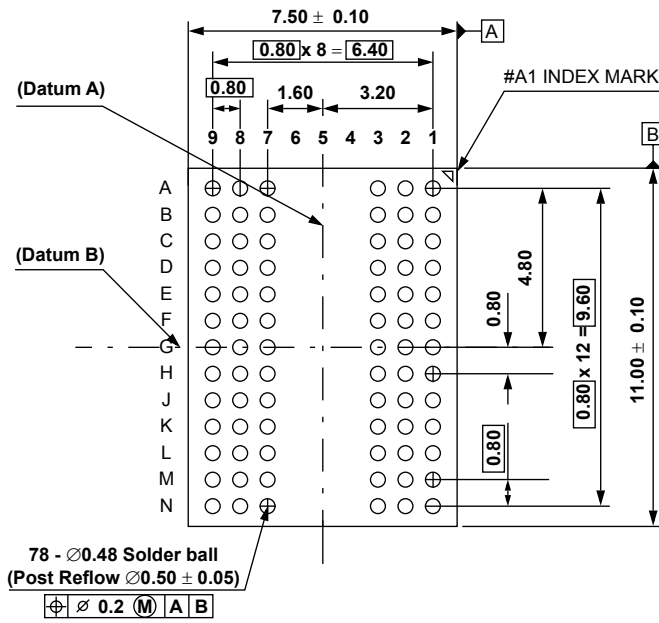 7.50 ± 0.10
A
0.80 x 8 = 6.40
#A1 INDEX MARK
(Datum A)
0.80
1.60
3.20
B
9 8 7 6 5 4 3 2 1
A
B
C
D
(Datum B)
E
F
G
H
J
K
L
M
N
4.80
0.80
0.80
0.80 x 12 = 9.60
11.00 ± 0.10
78 - ∅0.48 Solder ball
(Post Reflow ∅0.50 ± 0.05)
⌖ ∅ 0.2 Ⓜ A B